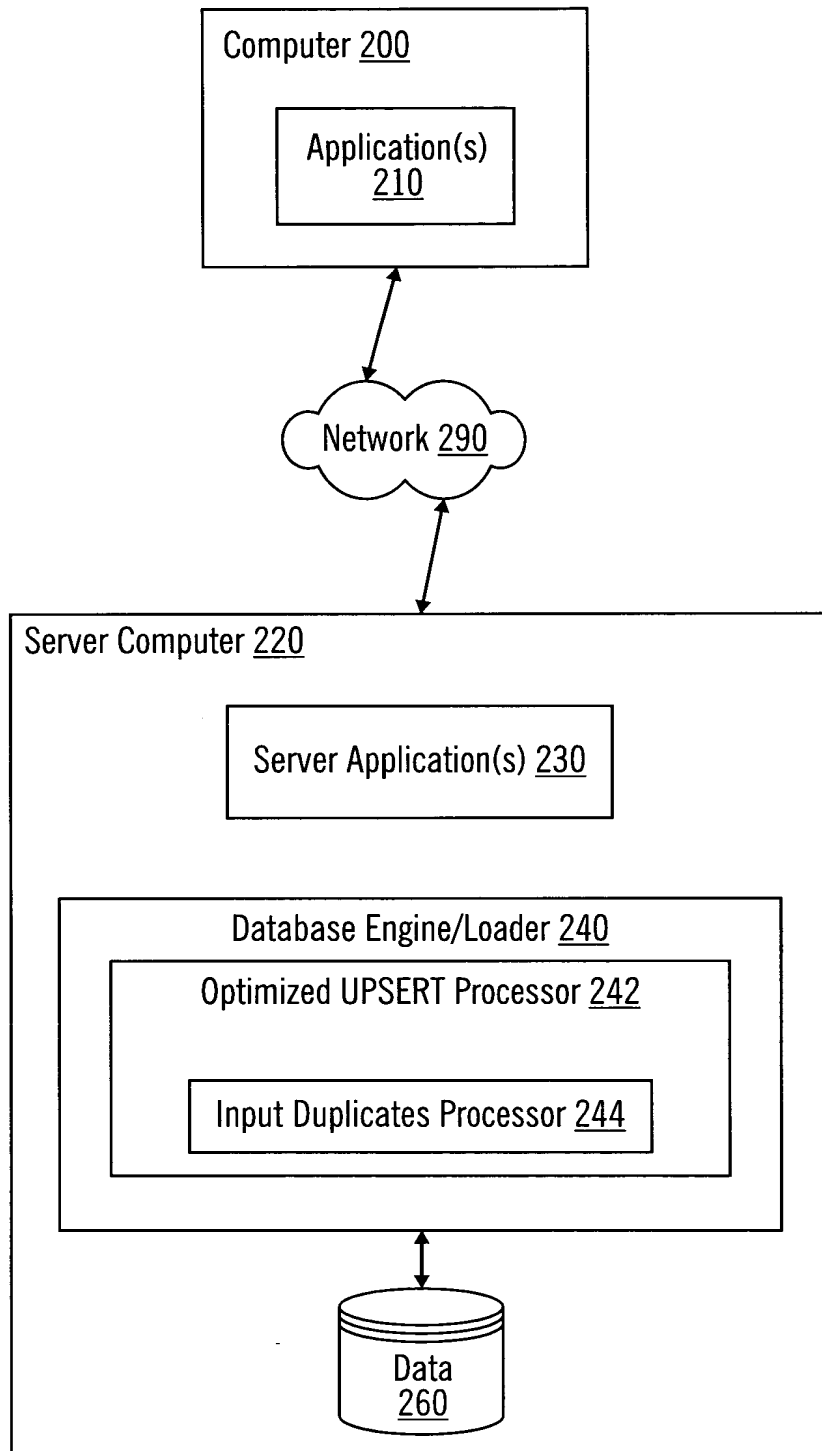 Computer 200
Application(s)
210
Network 290
Server Computer 220
Server Application(s) 230
Database Engine/Loader 240
Optimized UPSERT Processor 242
Input Duplicates Processor 244
Data
260